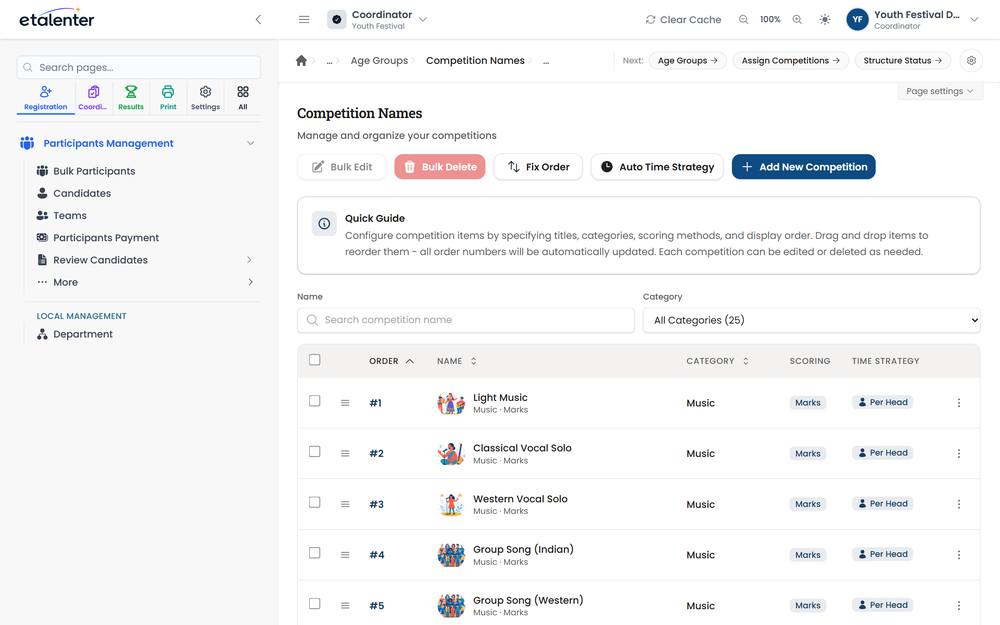 etalenter
Coordinator
Youth Festival
Clear Cache
100%
YF
Youth Festival D...
Coordinator
Search pages...
Registration
Coordi...
Results
Print
Settings
All
Participants Management
Bulk Participants
Candidates
Teams
Participants Payment
Review Candidates
More
LOCAL MANAGEMENT
Department
...
Age Groups
Competition Names
...
Next:
Age Groups →
Assign Competitions →
Structure Status →
Page settings
Competition Names
Manage and organize your competitions
Bulk Edit
Bulk Delete
Fix Order
Auto Time Strategy
Add New Competition
Quick Guide
Configure competition items by specifying titles, categories, scoring methods, and display order. Drag and drop items to
reorder them - all order numbers will be automatically updated. Each competition can be edited or deleted as needed.
Name
Category
Search competition name
All Categories (25)
ORDER NAME CATEGORY SCORING TIME STRATEGY
#1 Light Music Music Marks Per Head
Music · Marks
#2 Classical Vocal Solo Music Marks Per Head
Music · Marks
#3 Western Vocal Solo Music Marks Per Head
Music · Marks
#4 Group Song (Indian) Music Marks Per Head
Music · Marks
#5 Group Song (Western) Music Marks Per Head
Music · Marks